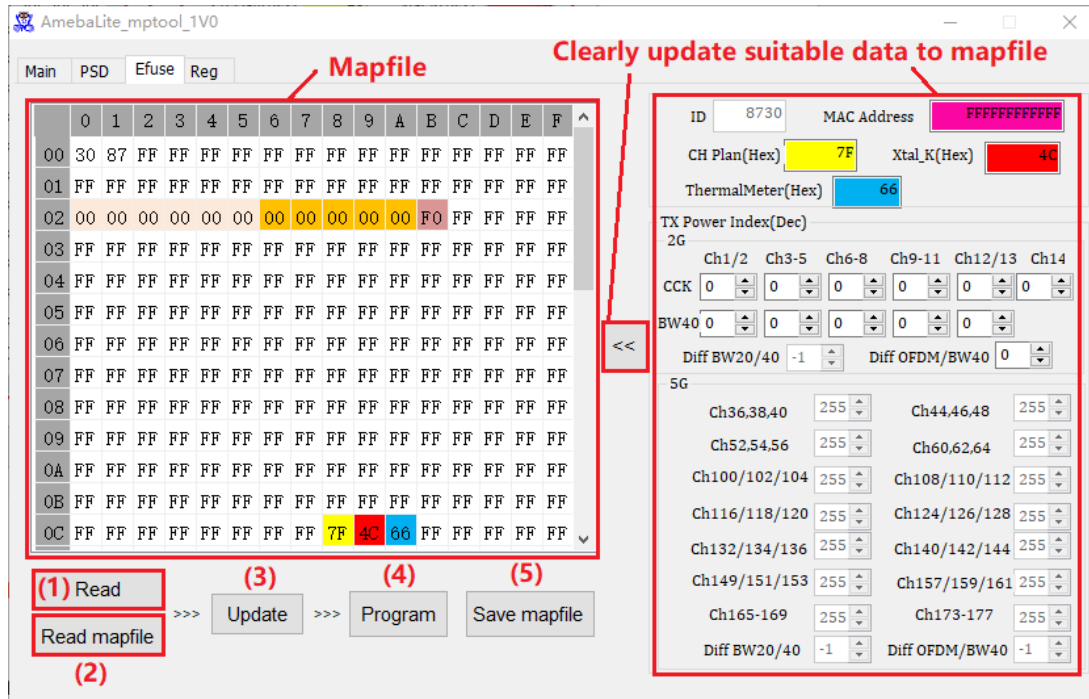 AmebaLite_mptool_1V0
Clearly update suitable data to mapfile
Main PSD Efuse Reg
Mapfile
0 1 2 3 4 5 6 7 8 9 A B C D E F
00 30 87 FF FF FF FF FF FF FF FF FF FF FF FF FF FF
01 FF FF FF FF FF FF FF FF FF FF FF FF FF FF FF FF
02 00 00 00 00 00 00 00 00 00 00 00 F0 FF FF FF FF
03 FF FF FF FF FF FF FF FF FF FF FF FF FF FF FF FF
04 FF FF FF FF FF FF FF FF FF FF FF FF FF FF FF FF
05 FF FF FF FF FF FF FF FF FF FF FF FF FF FF FF FF
06 FF FF FF FF FF FF FF FF FF FF FF FF FF FF FF FF
07 FF FF FF FF FF FF FF FF FF FF FF FF FF FF FF FF
08 FF FF FF FF FF FF FF FF FF FF FF FF FF FF FF FF
09 FF FF FF FF FF FF FF FF FF FF FF FF FF FF FF FF
0A FF FF FF FF FF FF FF FF FF FF FF FF FF FF FF FF
0B FF FF FF FF FF FF FF FF FF FF FF FF FF FF FF FF
0C FF FF FF FF FF FF FF FF 7F 4C 66 FF FF FF FF FF
<<
ID 8730 MAC Address FFFFFFFFFFFF
CH Plan(Hex) 7F Xtal_K(Hex) 4C
ThermalMeter(Hex) 66
TX Power Index(Dec)
2G
Ch1/2 Ch3-5 Ch6-8 Ch9-11 Ch12/13 Ch14
CCK 0 0 0 0 0 0
BW40 0 0 0 0 0
Diff BW20/40 -1 Diff OFDM/BW40 0
5G
Ch36,38,40 255 Ch44,46,48 255
Ch52,54,56 255 Ch60,62,64 255
Ch100/102/104 255 Ch108/110/112 255
Ch116/118/120 255 Ch124/126/128 255
Ch132/134/136 255 Ch140/142/144 255
Ch149/151/153 255 Ch157/159/161 255
Ch165-169 255 Ch173-177 255
Diff BW20/40 -1 Diff OFDM/BW40 -1
(1) Read
(2) Read mapfile
>>>
(3) Update
>>>
(4) Program
(5) Save mapfile